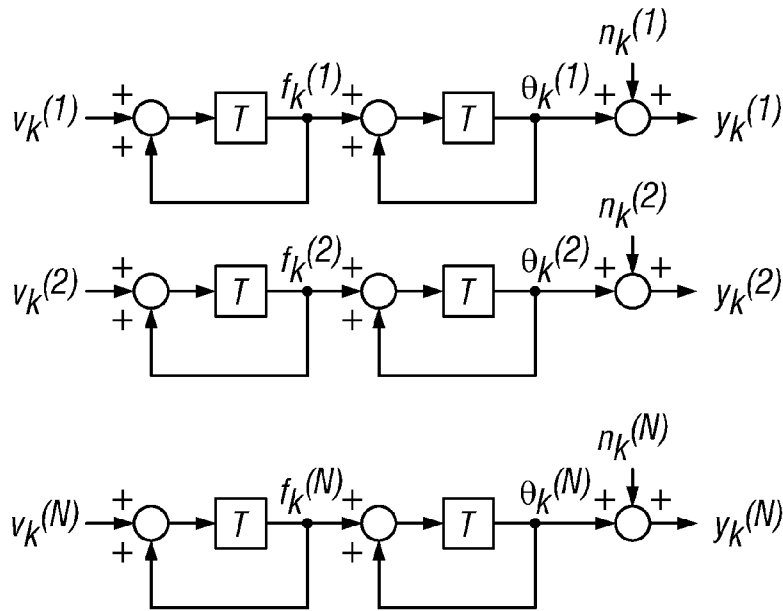 n_k^(1)
f_k^(1) θ_k^(1)
+ + + +
v_k^(1) T T y_k^(1)
+ +
n_k^(2)
f_k^(2) θ_k^(2)
+ + + +
v_k^(2) T T y_k^(2)
+ +
n_k^(N)
f_k^(N) θ_k^(N)
+ + + +
v_k^(N) T T y_k^(N)
+ +